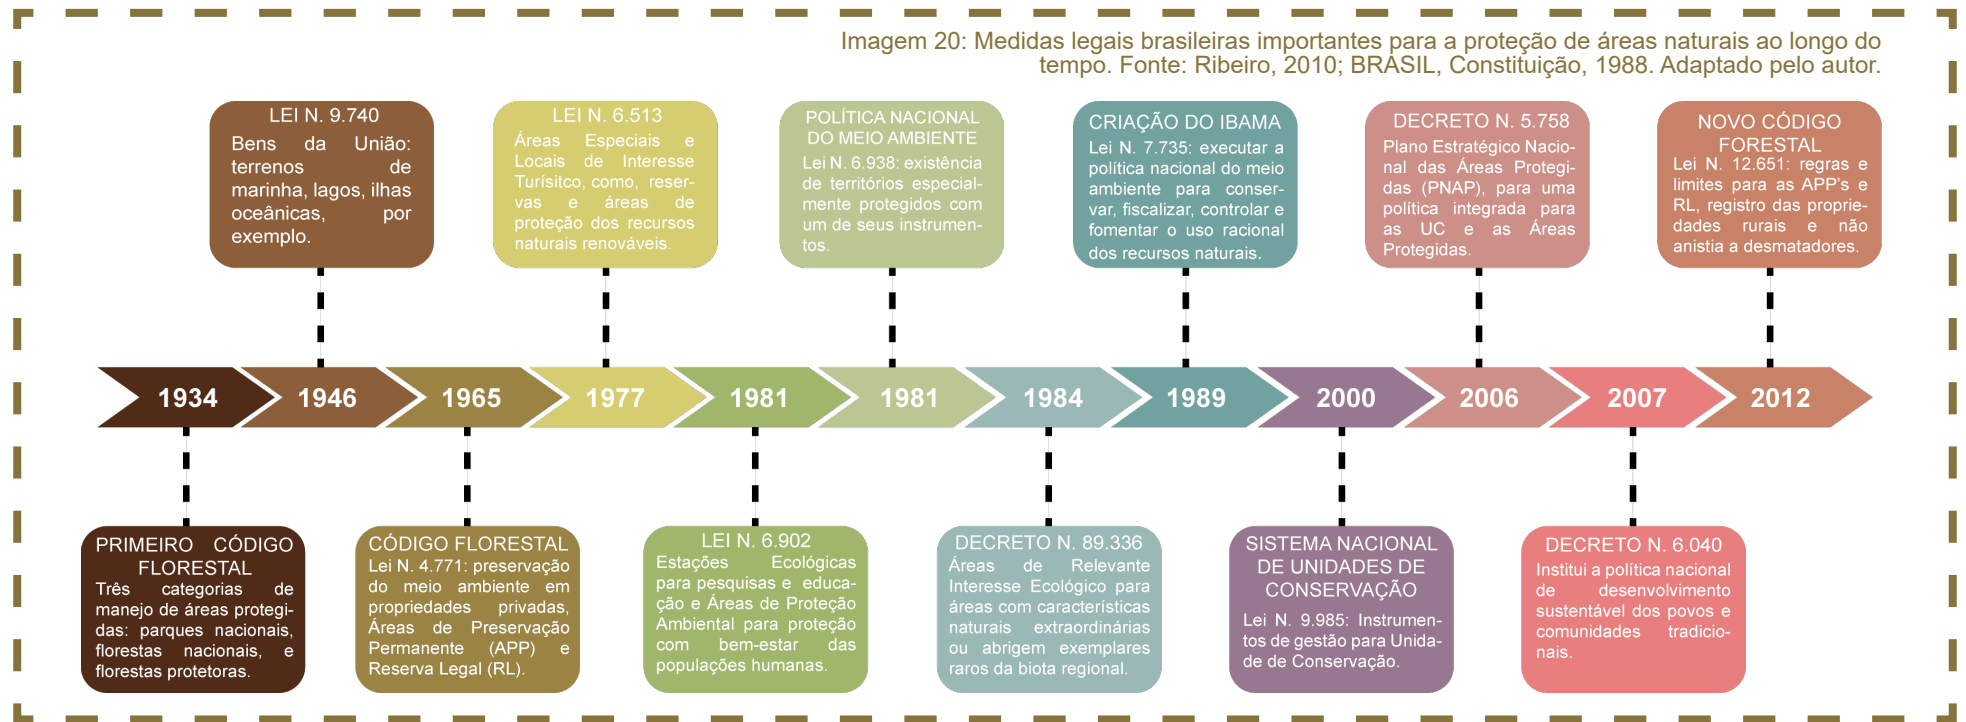 Imagem 20: Medidas legais brasileiras importantes para a proteção de áreas naturais ao longo do
tempo. Fonte: Ribeiro, 2010; BRASIL, Constituição, 1988. Adaptado pelo autor.
LEI N. 9.740
Bens da União:
terrenos de
marinha, lagos, ilhas
oceânicas, por
exemplo.
LEI N. 6.513
Áreas Especiais e
Locais de Interesse
Turísitco, como, reser-
vas e áreas de
proteção dos recursos
naturais renováveis.
POLÍTICA NACIONAL
DO MEIO AMBIENTE
Lei N. 6.938: existência
de territórios especial-
mente protegidos com
um de seus instrumen-
tos.
CRIAÇÃO DO IBAMA
Lei N. 7.735: executar a
política nacional do meio
ambiente para conser-
var, fiscalizar, controlar e
fomentar o uso racional
dos recursos naturais.
DECRETO N. 5.758
Plano Estratégico Nacio-
nal das Áreas Protegi-
das (PNAP), para uma
política integrada para
as UC e as Áreas
Protegidas.
NOVO CÓDIGO
FORESTAL
Lei N. 12.651: regras e
limites para as APP's e
RL, registro das proprie-
dades rurais e não
anistia a desmatadores.
1934
1946
1965
1977
1981
1981
1984
1989
2000
2006
2007
2012
PRIMEIRO CÓDIGO
FLORESTAL
Três categorias de
manejo de áreas protegi-
das: parques nacionais,
florestas nacionais, e
florestas protetoras.
CÓDIGO FLORESTAL
Lei N. 4.771: preservação
do meio ambiente em
propriedades privadas,
Áreas de Preservação
Permanente (APP) e
Reserva Legal (RL).
LEI N. 6.902
Estações Ecológicas
para pesquisas e educa-
ção e Áreas de Proteção
Ambiental para proteção
com bem-estar das
populações humanas.
DECRETO N. 89.336
Áreas de Relevante
Interesse Ecológico para
áreas com características
naturais extraordinárias
ou abrigem exemplares
raros da biota regional.
SISTEMA NACIONAL
DE UNIDADES DE
CONSERVAÇÃO
Lei N. 9.985: Instrumen-
tos de gestão para Unida-
de de Conservação.
DECRETO N. 6.040
Institui a política nacional
de desenvolvimento
sustentável dos povos e
comunidades tradicio-
nais.